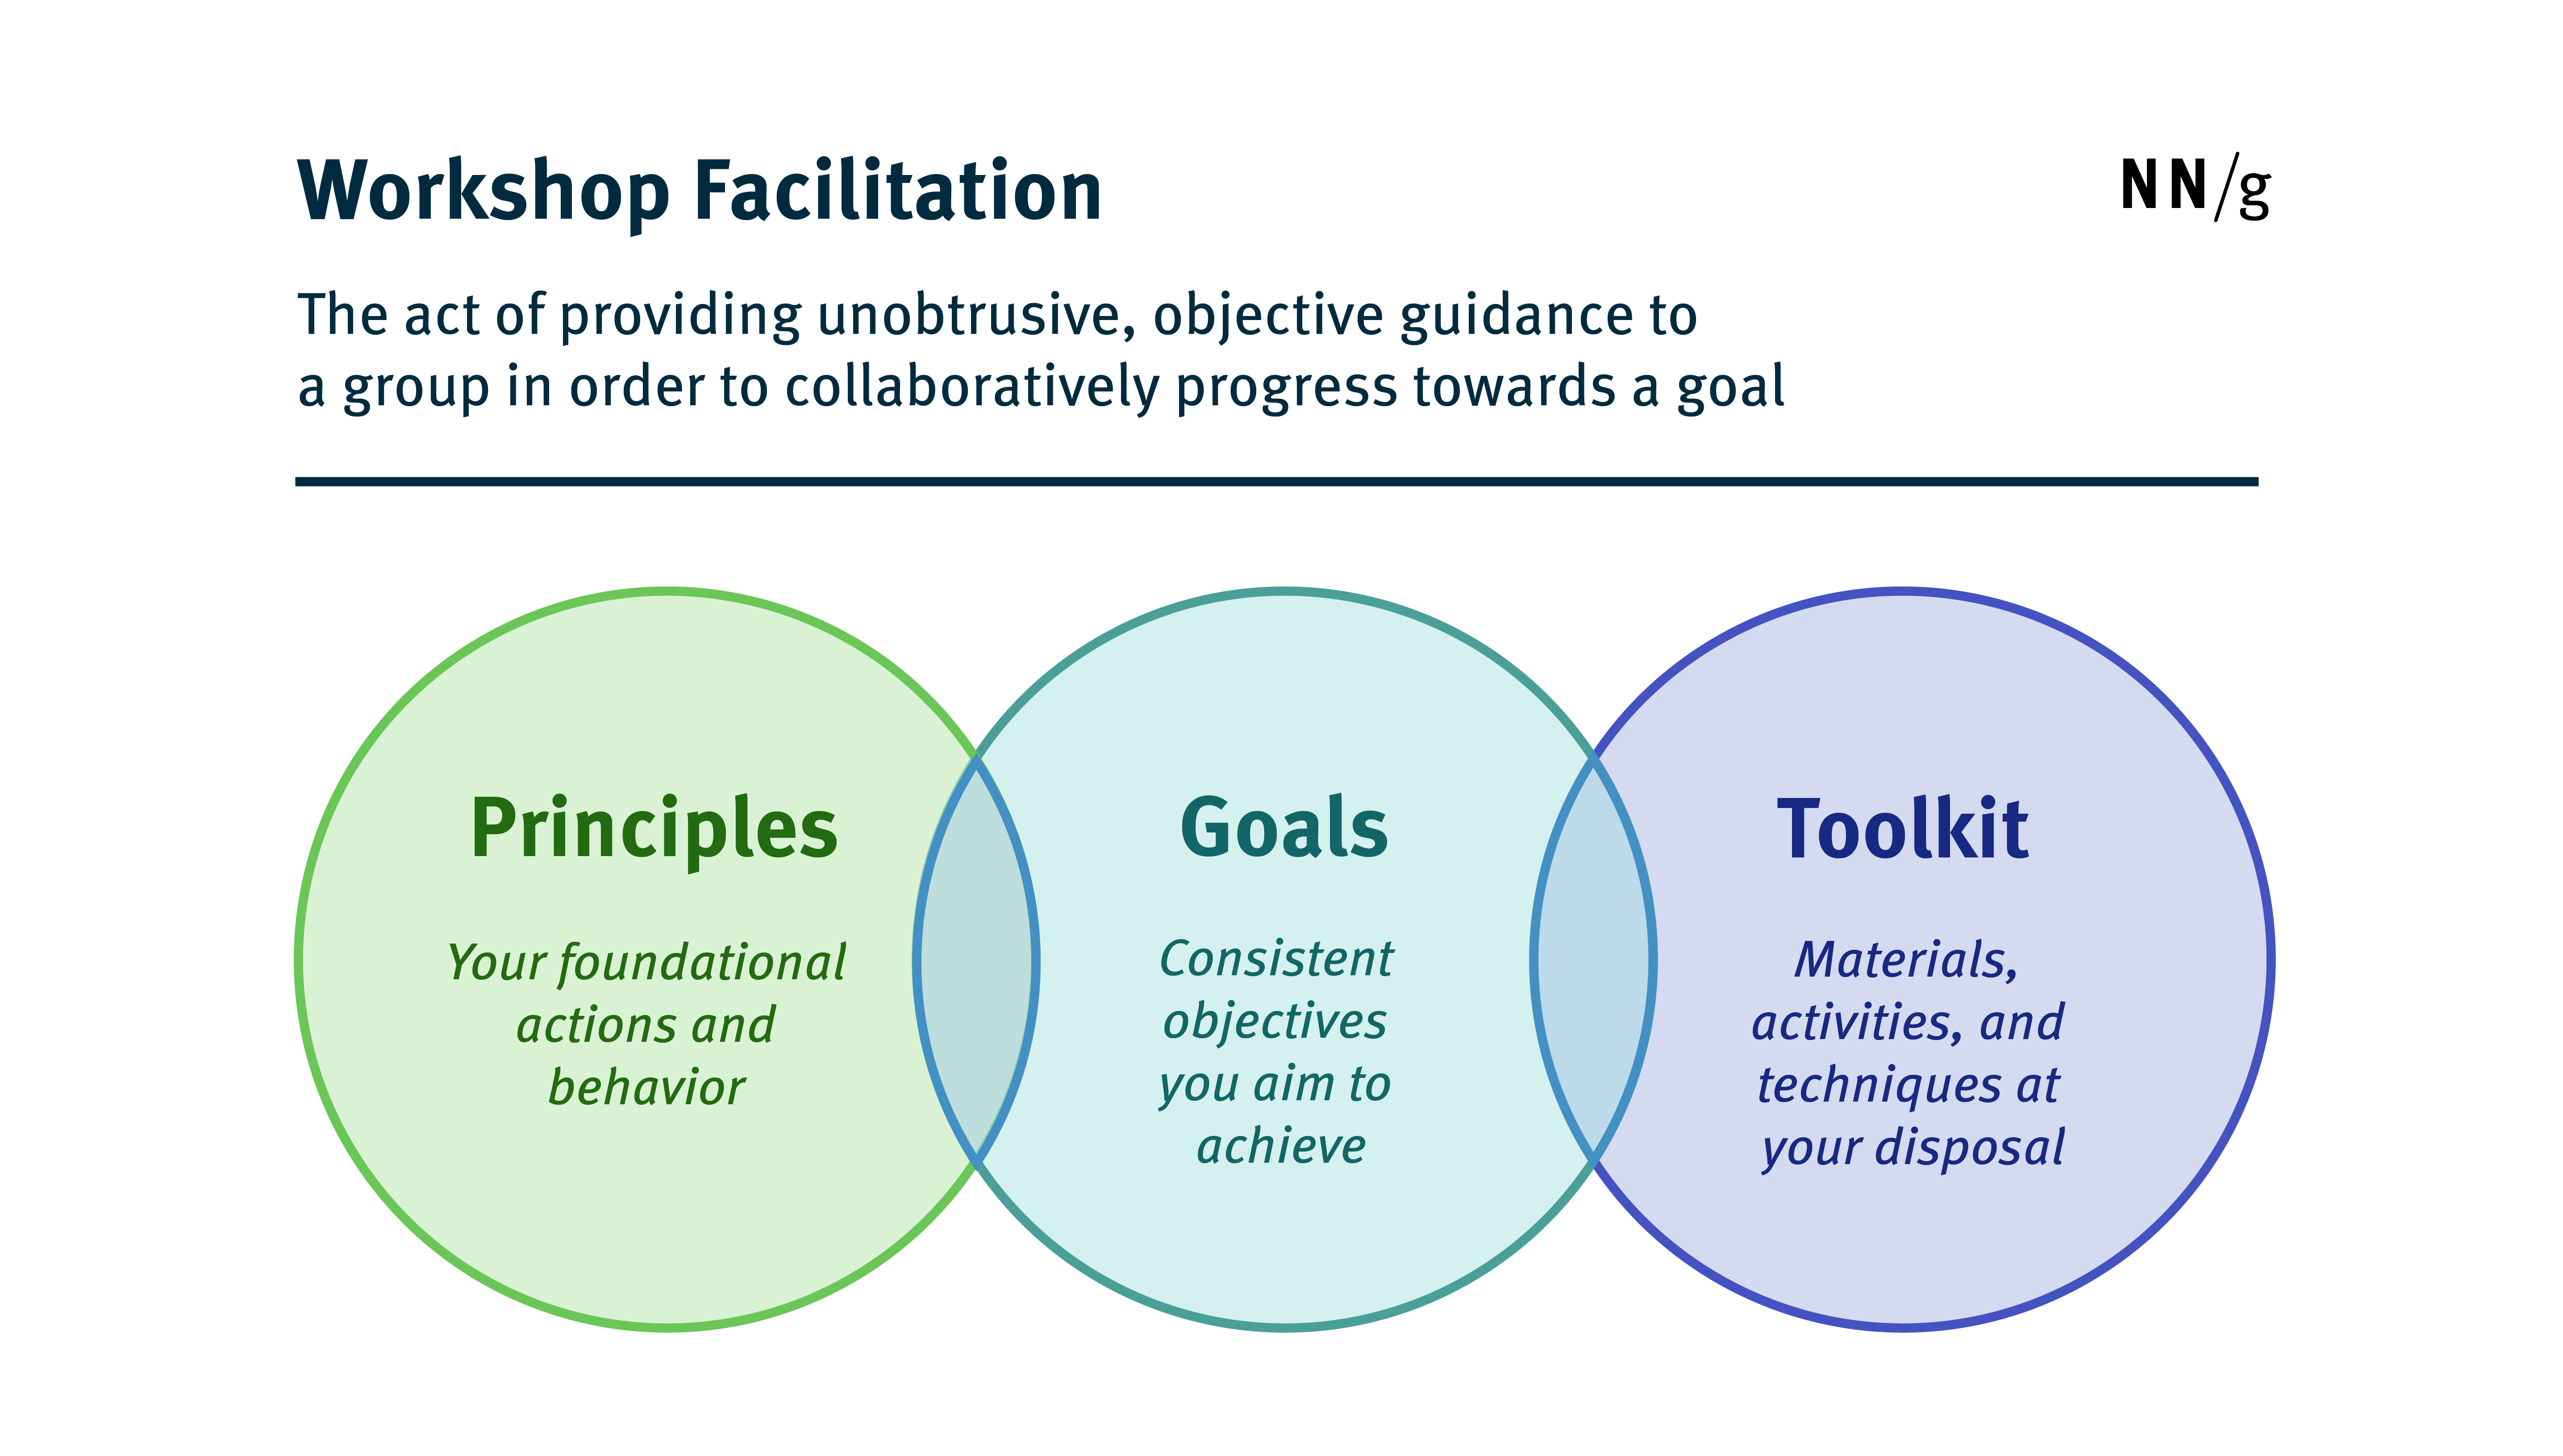 Workshop Facilitation
NN/g
The act of providing unobtrusive, objective guidance to
a group in order to collaboratively progress towards a goal
Principles
Your foundational
actions and
behavior
Goals
Consistent
objectives
you aim to
achieve
Toolkit
Materials,
activities, and
techniques at
your disposal